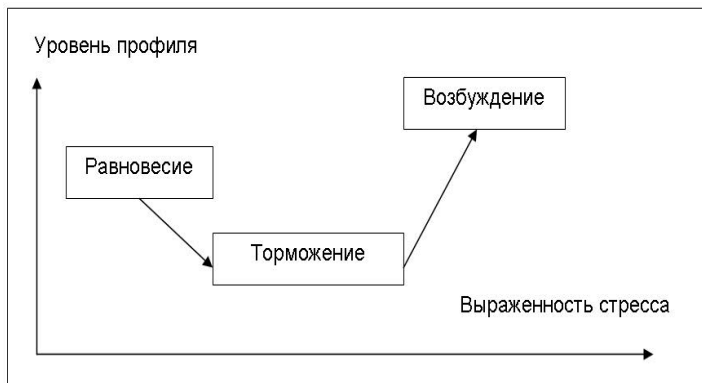 Уровень профиля
Возбуждение
Равновесие
Торможение
Выраженность стресса